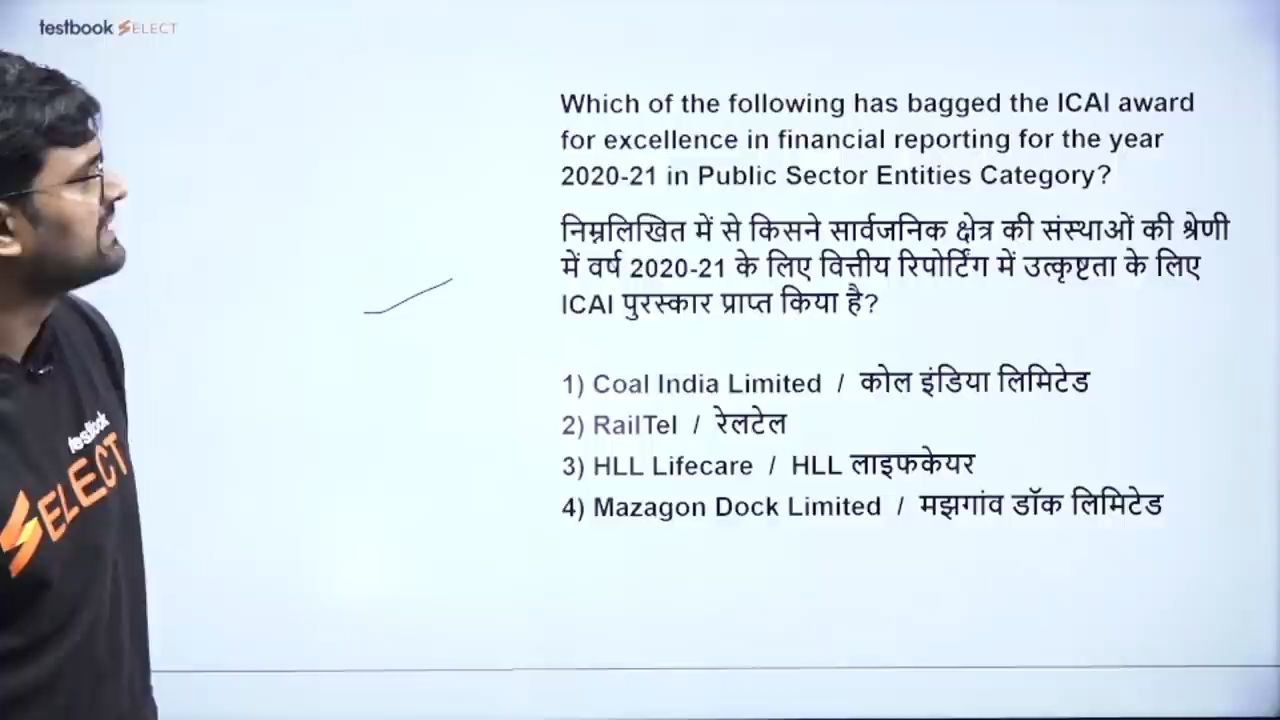 testbook SELECT
Which of the following has bagged the ICAI award
for excellence in financial reporting for the year
2020-21 in Public Sector Entities Category?
निम्नलिखित में से किसने सार्वजनिक क्षेत्र की संस्थाओं की श्रेणी
में वर्ष 2020-21 के लिए वित्तीय रिपोर्टिंग में उत्कृष्टता के लिए
ICAI पुरस्कार प्राप्त किया है?
1) Coal India Limited / कोल इंडिया लिमिटेड
2) RailTel / रेलटेल
3) HLL Lifecare / HLL लाइफकेयर
4) Mazagon Dock Limited / मझगांव डॉक लिमिटेड
testbook
SELECT